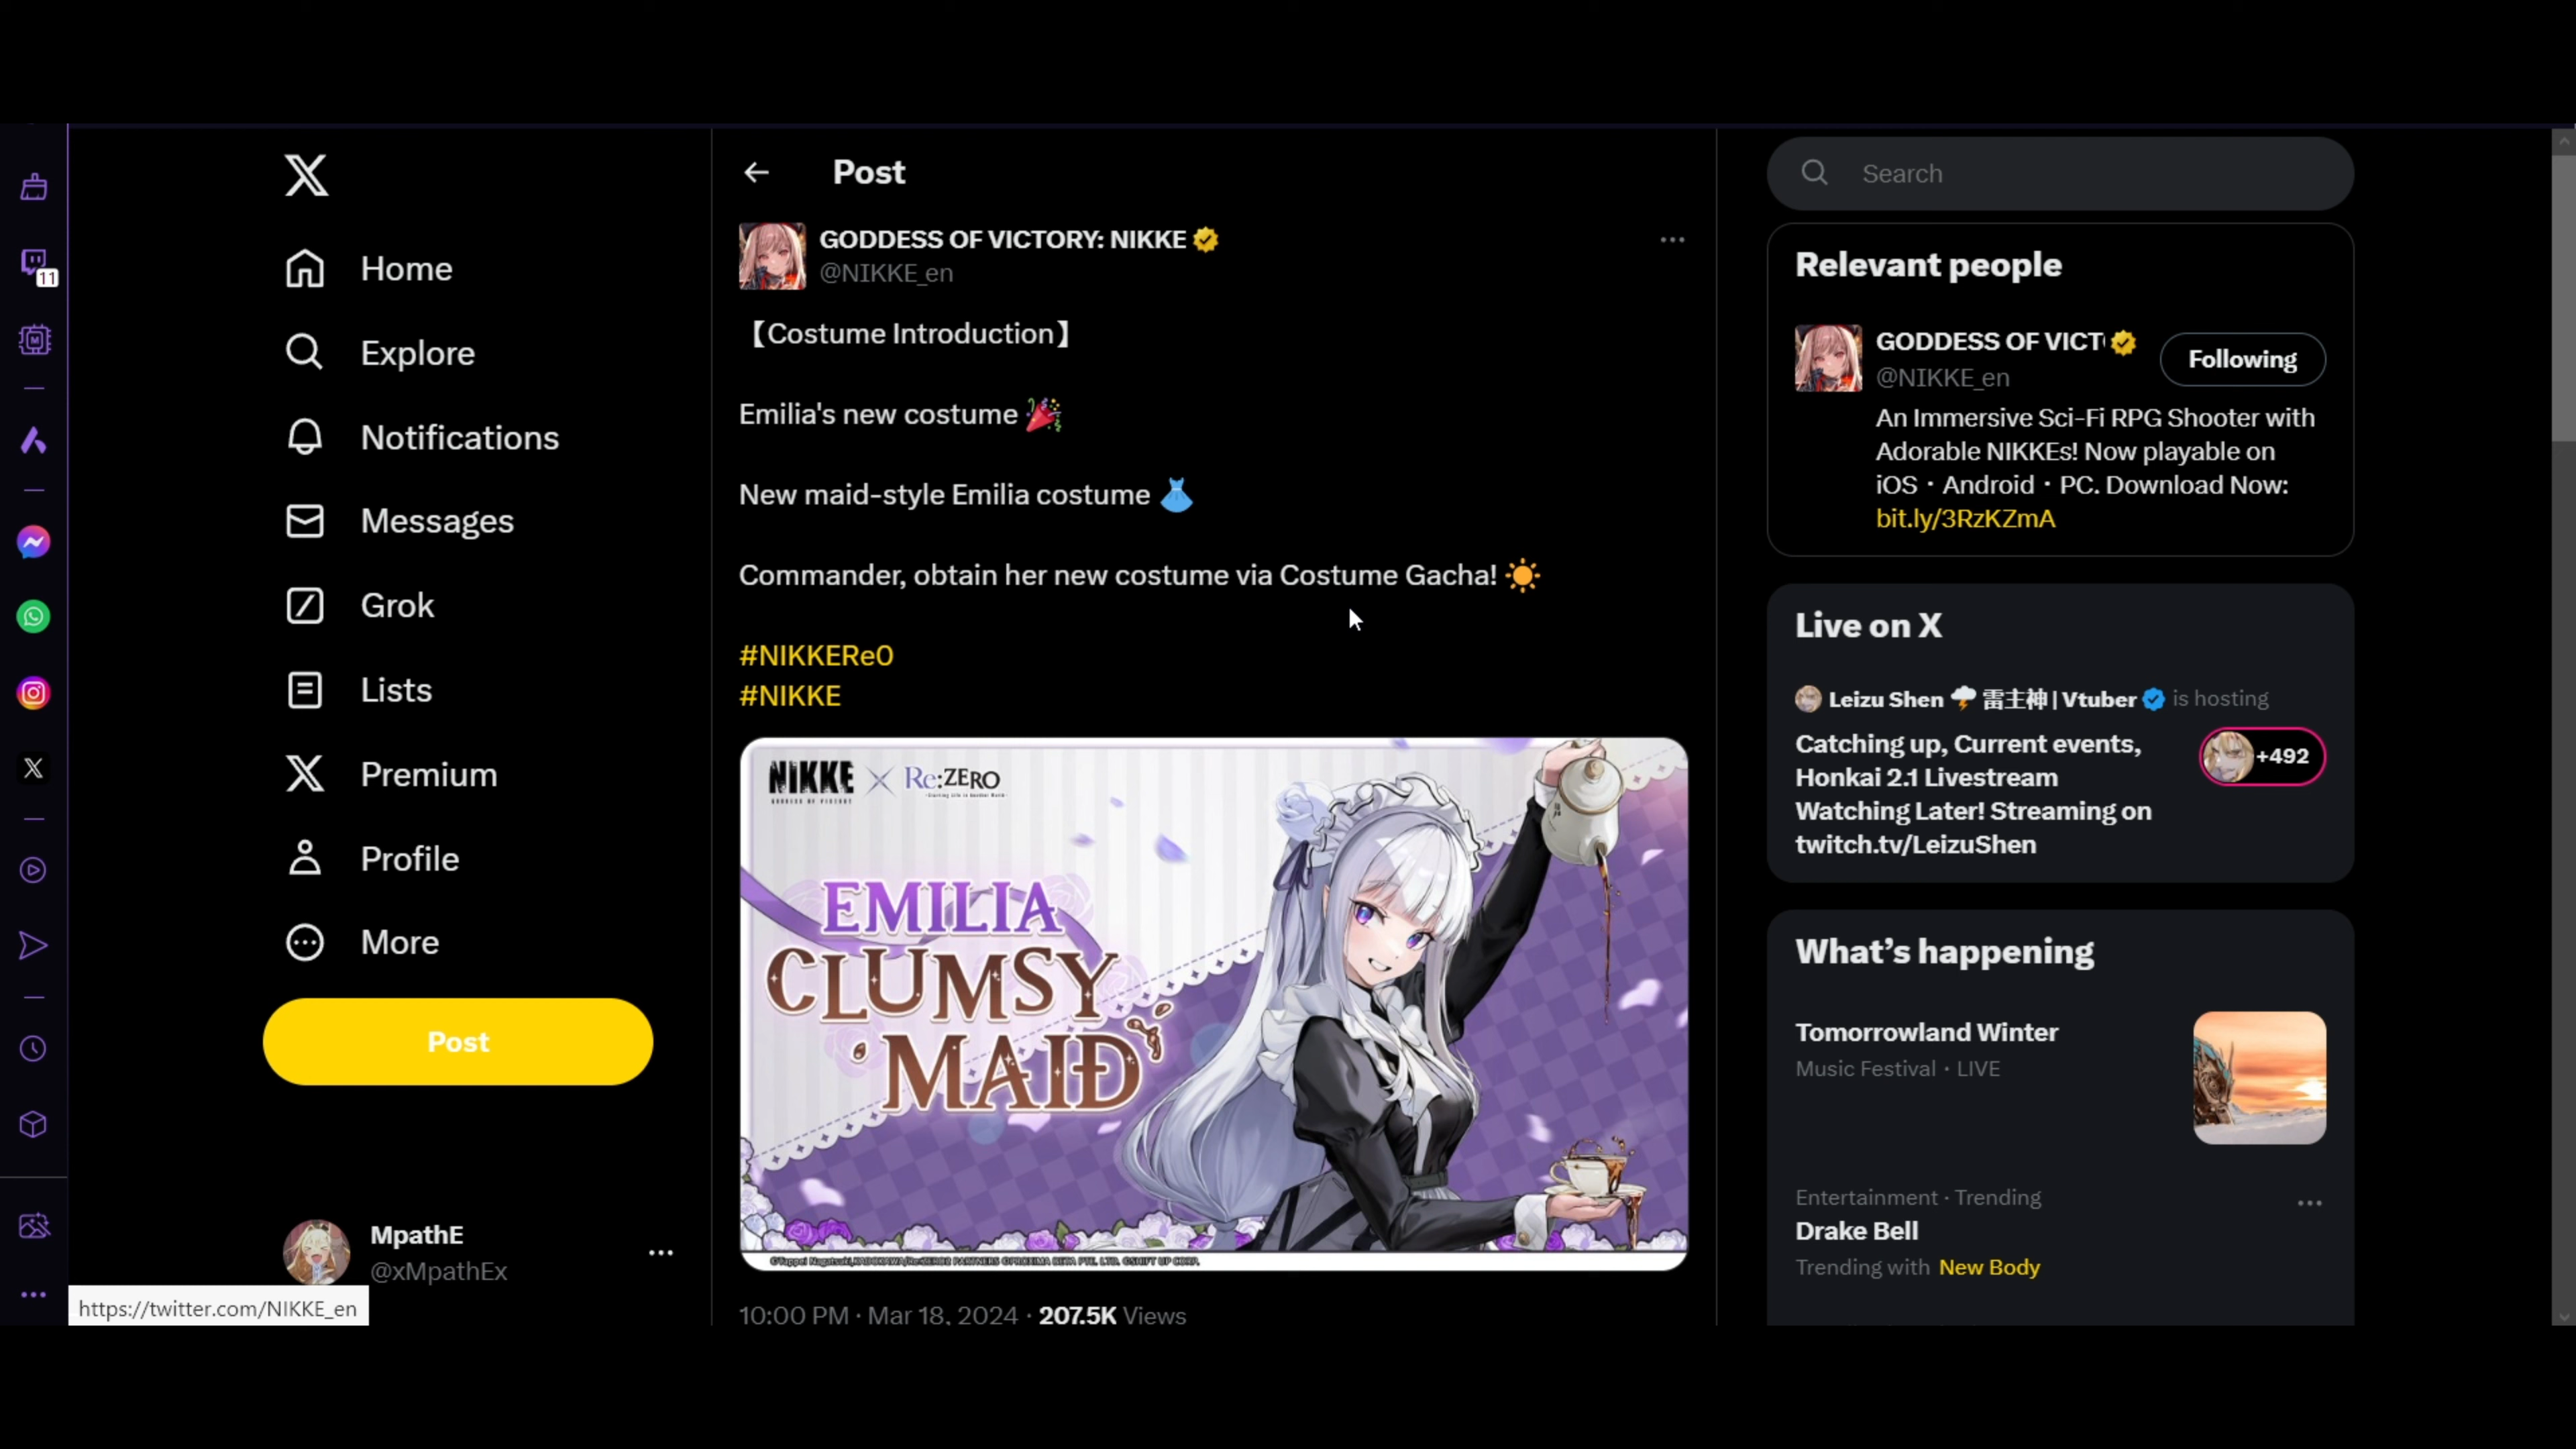 11
Home
Explore
Notifications
Messages
Grok
Lists
Premium
Profile
More
Post
MpathE
@xMpathEx
https://twitter.com/NIKKE_en
Post
GODDESS OF VICTORY: NIKKE
@NIKKE_en
【Costume Introduction】
Emilia's new costume 🎉
New maid-style Emilia costume 👗
Commander, obtain her new costume via Costume Gacha! ☀️
#NIKKERe0
#NIKKE
NIKKE × Re:ZERO
GODDESS OF VICTORY
EMILIA
CLUMSY
MAID
10:00 PM · Mar 18, 2024 · 207.5K Views
Search
Relevant people
GODDESS OF VICT
Following
@NIKKE_en
An Immersive Sci-Fi RPG Shooter with
Adorable NIKKEs! Now playable on
iOS · Android · PC. Download Now:
bit.ly/3RzKZmA
Live on X
Leizu Shen 🌩️ 雷主神 | Vtuber is hosting
Catching up, Current events,
Honkai 2.1 Livestream
Watching Later! Streaming on
twitch.tv/LeizuShen
+492
What's happening
Tomorrowland Winter
Music Festival · LIVE
Entertainment · Trending
Drake Bell
Trending with New Body